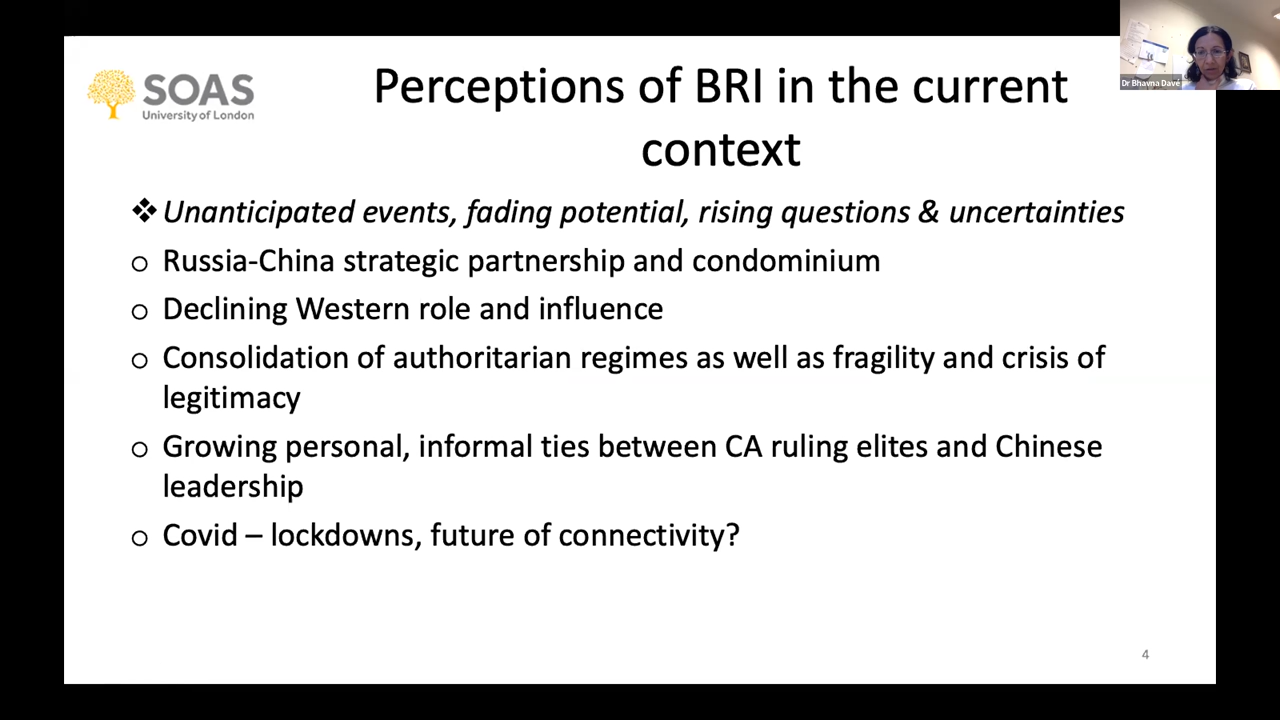 SOAS
University of London
Perceptions of BRI in the current
context
❖ Unanticipated events, fading potential, rising questions & uncertainties
o Russia-China strategic partnership and condominium
o Declining Western role and influence
o Consolidation of authoritarian regimes as well as fragility and crisis of
legitimacy
o Growing personal, informal ties between CA ruling elites and Chinese
leadership
o Covid – lockdowns, future of connectivity?
4
Dr Bhavna Davé